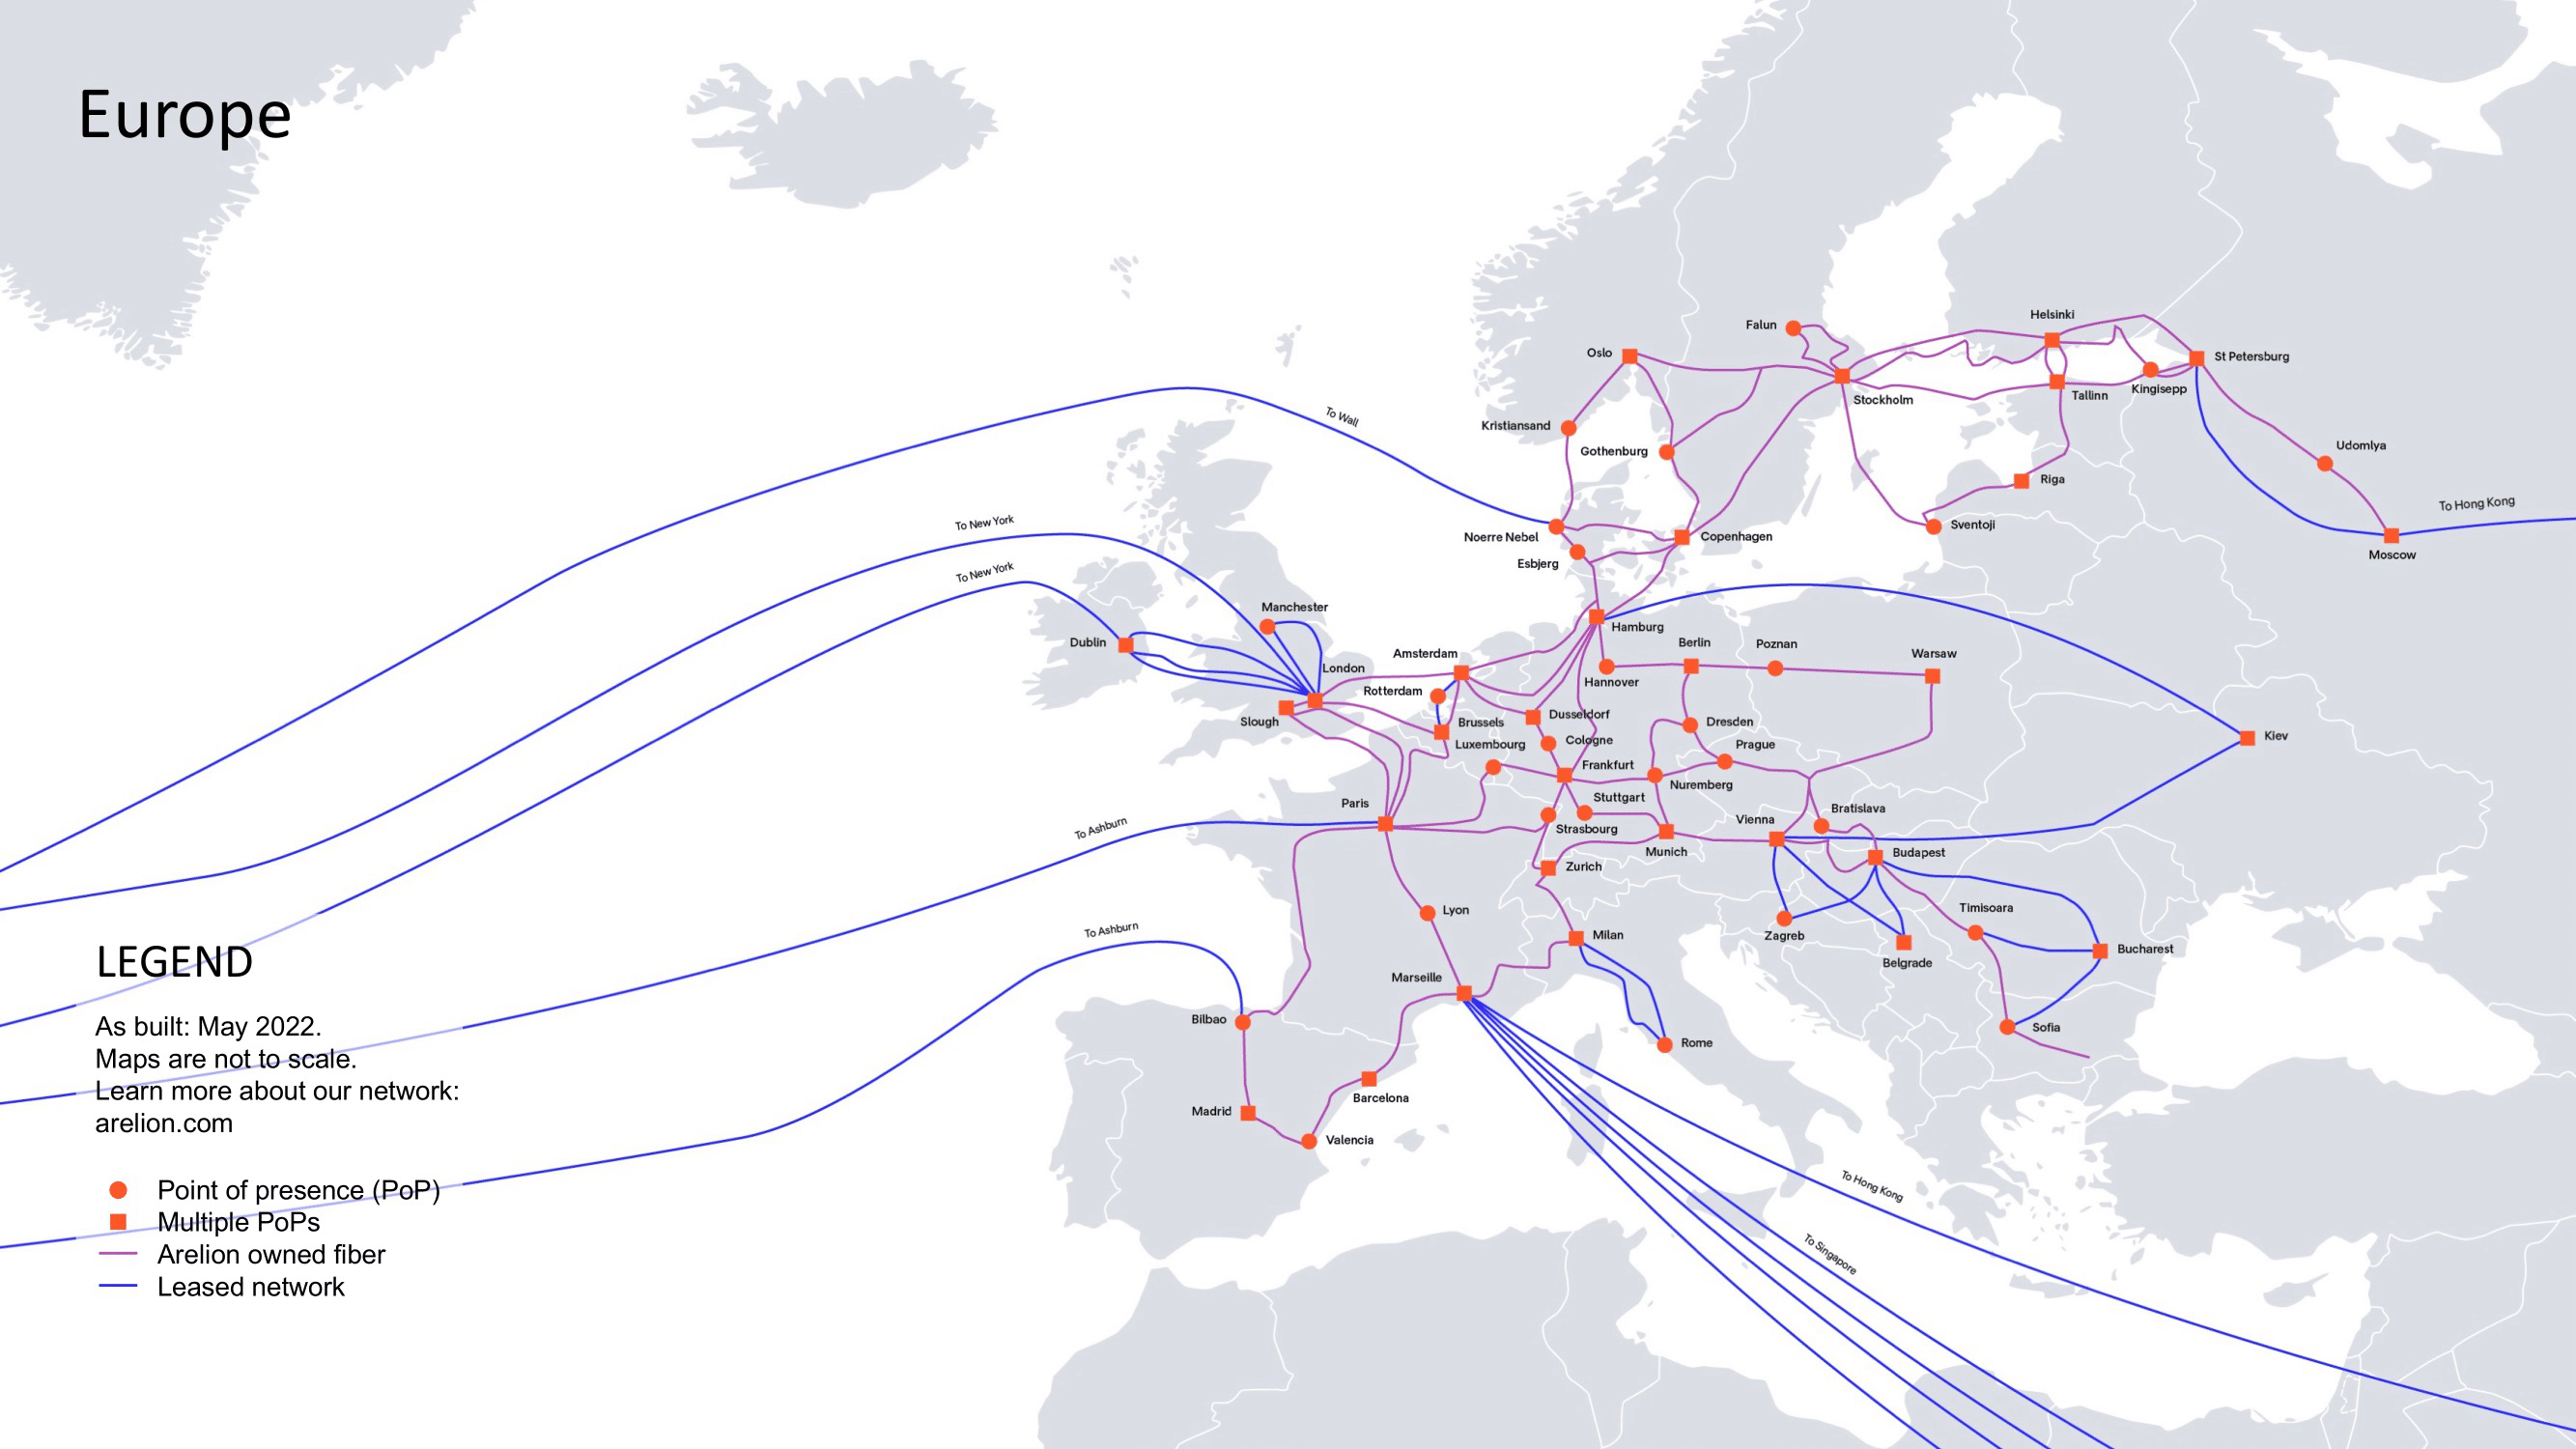 Europe
Helsinki
Falun
Oslo
St Petersburg
Kingisepp
Tallinn
Stockholm
To Wall
Kristiansand
Gothenburg
Udomlya
Riga
To Hong Kong
To New York
Noerre Nebel
Copenhagen
Sventoji
Moscow
Esbjerg
To New York
Manchester
Hamburg
Dublin
Berlin
Poznan
Amsterdam
Warsaw
London
Hannover
Rotterdam
Slough
Brussels
Dusseldorf
Dresden
Kiev
Luxembourg
Cologne
Prague
Frankfurt
Nuremberg
Stuttgart
Paris
Bratislava
To Ashburn
Strasbourg
Vienna
Munich
Budapest
Zurich
Lyon
Timisoara
To Ashburn
Zagreb
Milan
Bucharest
Belgrade
Marseille
Bilbao
Sofia
Rome
Barcelona
Madrid
Valencia
To Hong Kong
To Singapore
LEGEND
As built: May 2022.
Maps are not to scale.
Learn more about our network:
arelion.com
Point of presence (PoP)
Multiple PoPs
Arelion owned fiber
Leased network